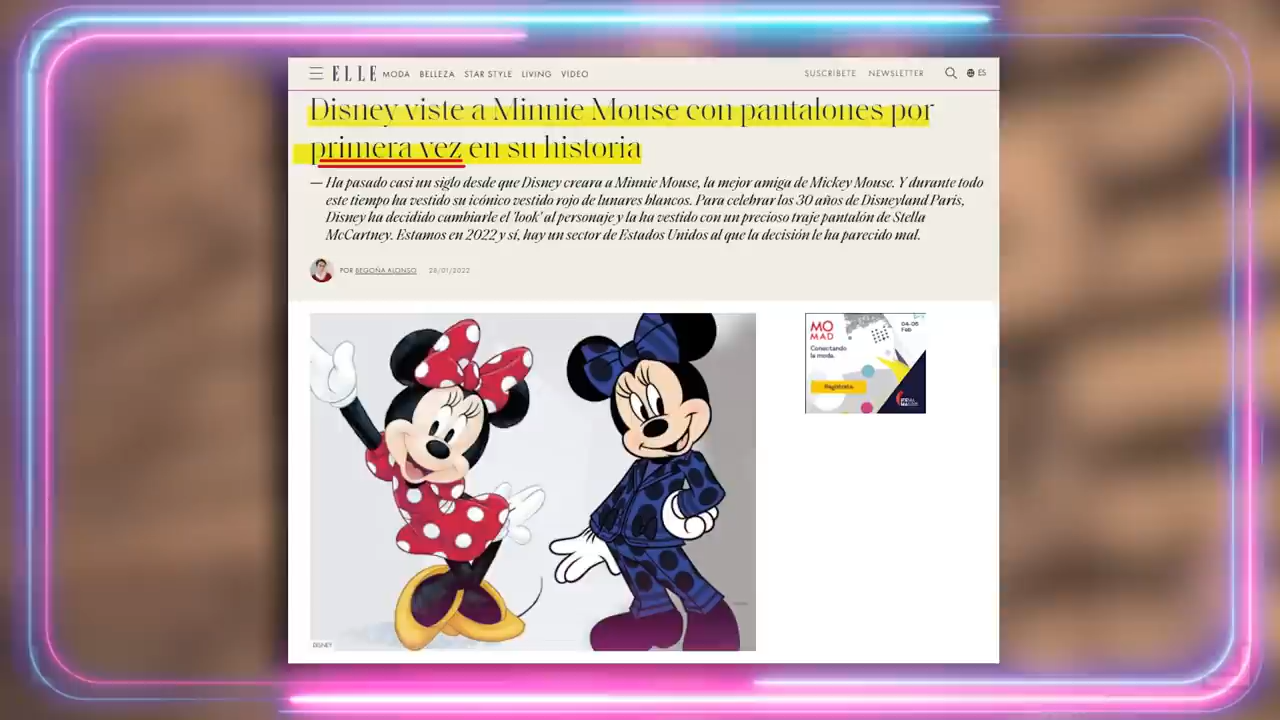 ELLE MODA BELLEZA STAR STYLE LIVING VIDEO SUSCRÍBETE NEWSLETTER ES
Disney viste a Minnie Mouse con pantalones por
primera vez en su historia
— Ha pasado casi un siglo desde que Disney creara a Minnie Mouse, la mejor amiga de Mickey Mouse. Y durante todo
este tiempo ha vestido su icónico vestido rojo de lunares blancos. Para celebrar los 30 años de Disneyland Paris,
Disney ha decidido cambiarle el 'look' al personaje y la ha vestido con un precioso traje pantalón de Stella
McCartney. Estamos en 2022 y sí, hay un sector de Estados Unidos al que la decisión le ha parecido mal.
POR BEGOÑA ALONSO 28/01/2022
MO
MAD
04-06
Feb
Conectando
la moda.
Regístrate.
DISNEY